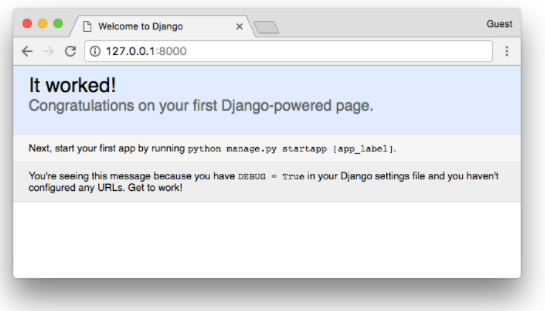 Welcome to Django
Guest
127.0.0.1:8000
It worked!
Congratulations on your first Django-powered page.
Next, start your first app by running python manage.py startapp [app_label].
You're seeing this message because you have DEBUG = True in your Django settings file and you haven't
configured any URLs. Get to work!